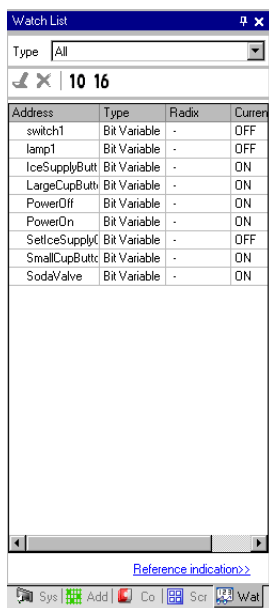 Watch List
Type All
10 16
Address Type Radix Curren
switch1 Bit Variable - OFF
lamp1 Bit Variable - OFF
IceSupplyButt Bit Variable - ON
LargeCupButt Bit Variable - ON
PowerOff Bit Variable - ON
PowerOn Bit Variable - ON
SetIceSupplyC Bit Variable - OFF
SmallCupButtc Bit Variable - ON
SodaValve Bit Variable - ON
Reference indication>>
Sys Add Co Scr Wat